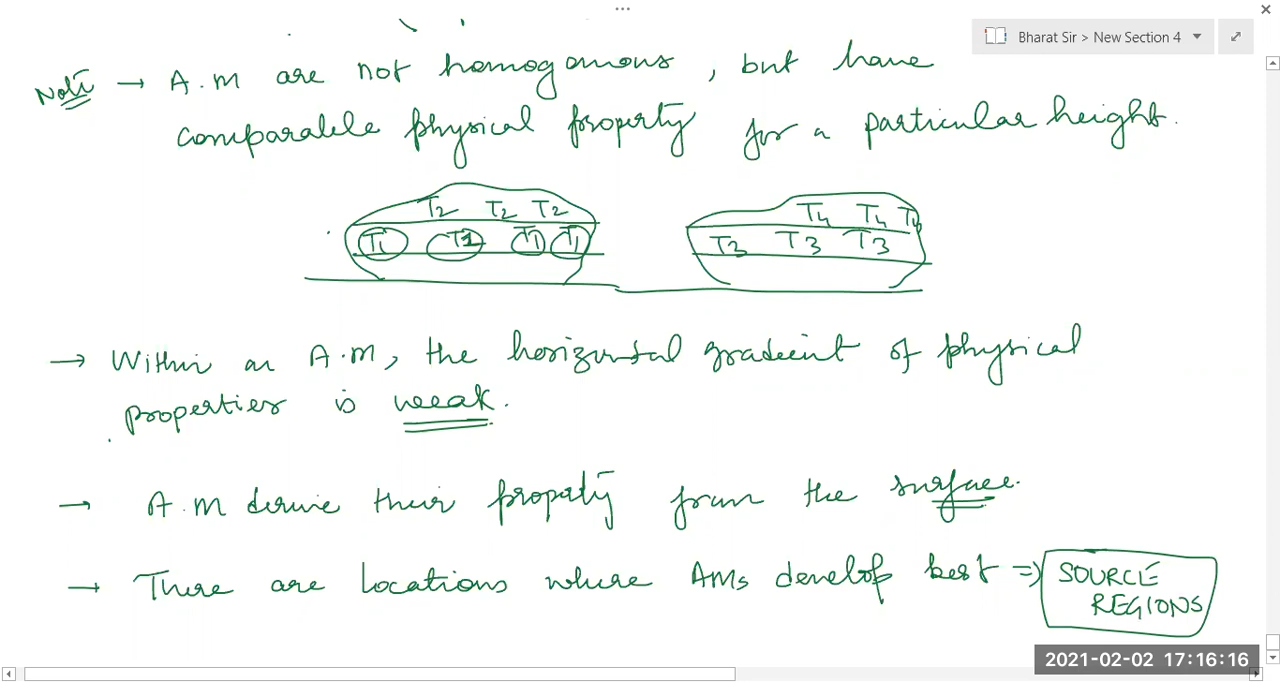 ...
Bharat Sir > New Section 4
Note → A.M are not homogamous, but have
comparable physical property for a particular height.
T2 T2 T2
T1 T1 T1 T1
T4 T4 T4
T3 T3 T3
→ Within an A.M, the horizontal gradient of physical
properties is weak.
→ A.M derive their property from the surface.
→ There are locations where AMs develop best ⇒ SOURCE
REGIONS
2021-02-02 17:16:16